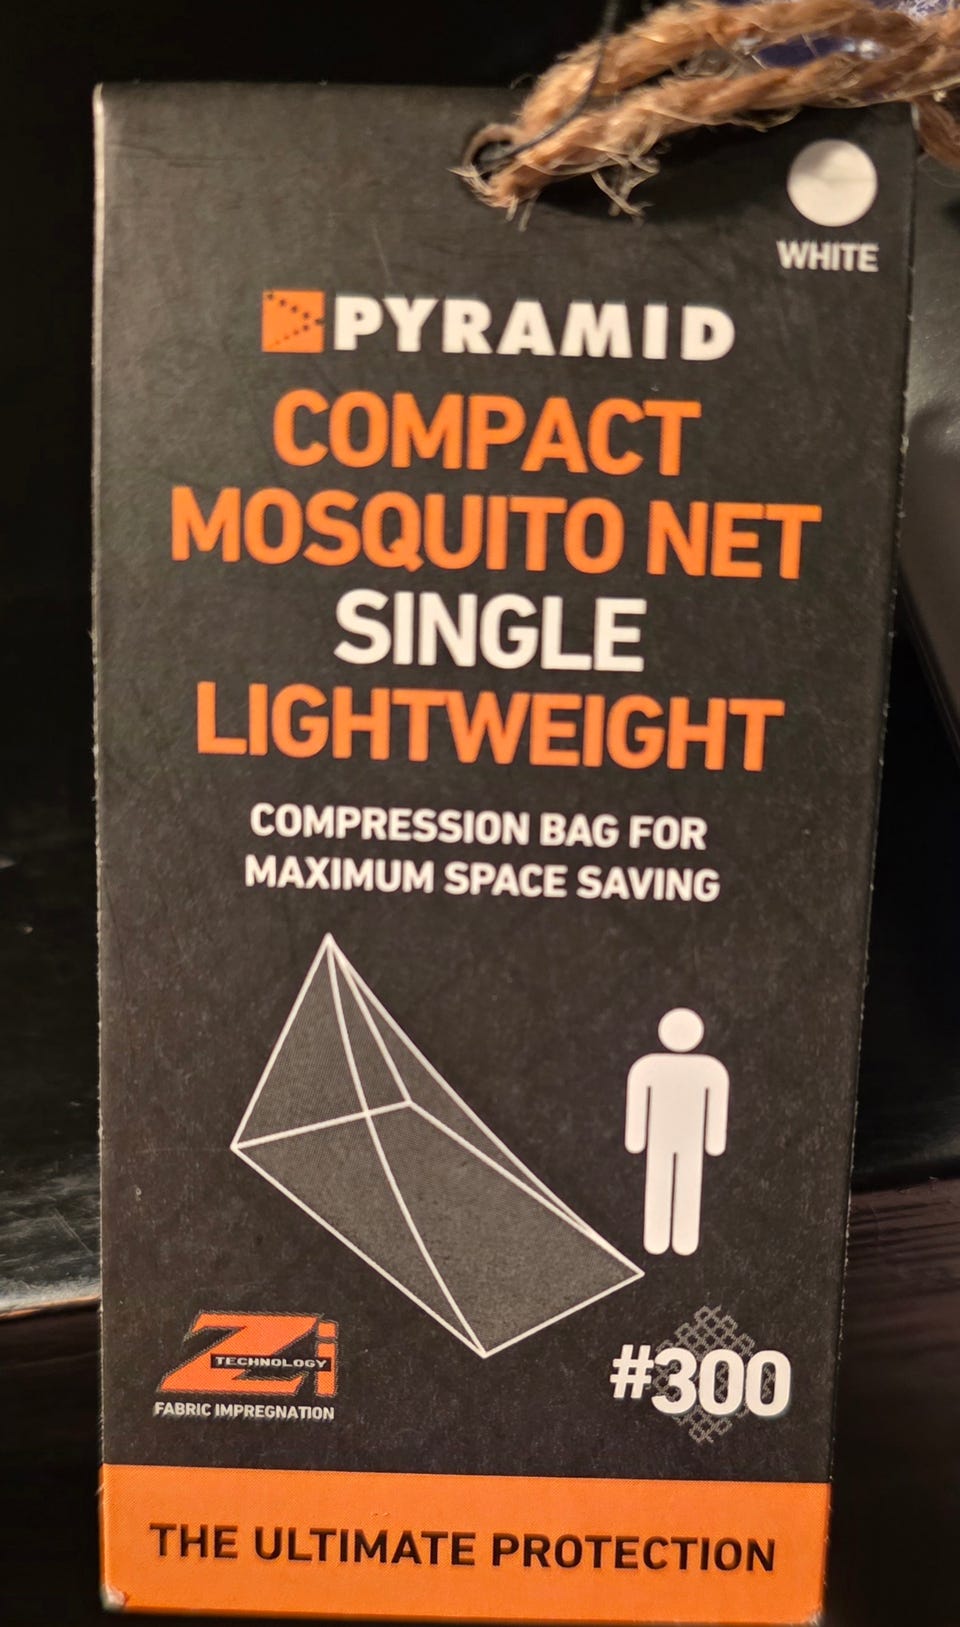 WHITE
PYRAMID
COMPACT
MOSQUITO NET
SINGLE
LIGHTWEIGHT
COMPRESSION BAG FOR
MAXIMUM SPACE SAVING
Zi
TECHNOLOGY
FABRIC IMPREGNATION
#300
THE ULTIMATE PROTECTION